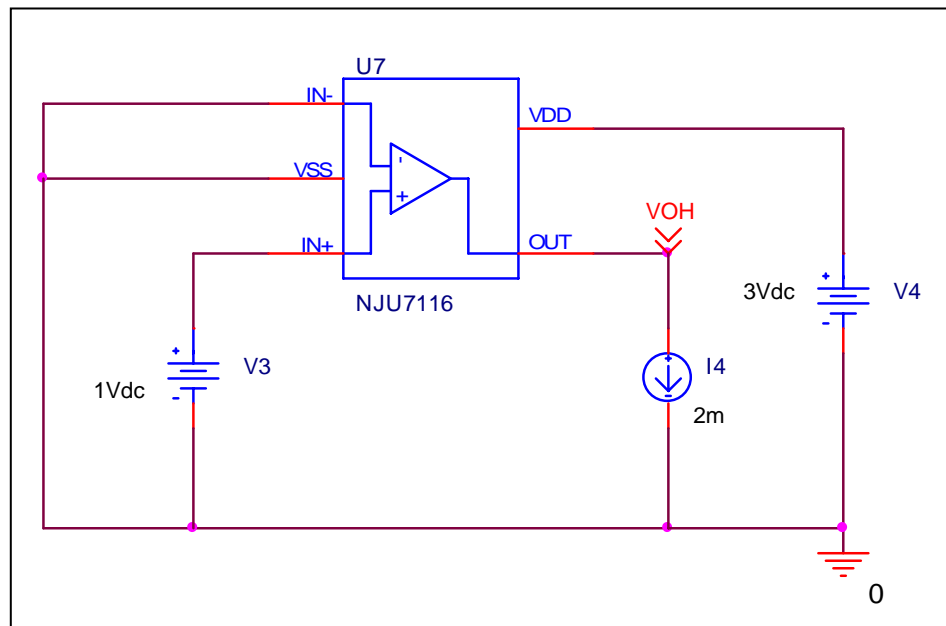 U7
IN-
VDD
-
VSS
+
VOH
IN+
OUT
NJU7116
3Vdc
+
V4
-
+
V3
1Vdc
-
+
I4
-
2m
0